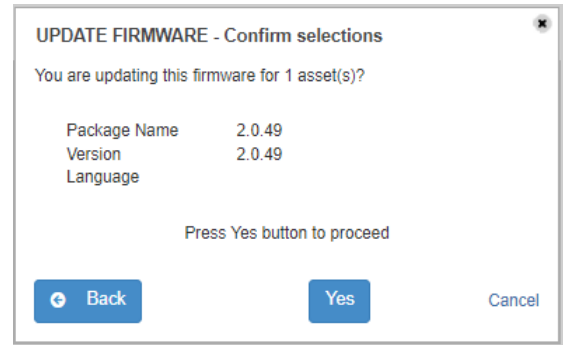 UPDATE FIRMWARE - Confirm selections
You are updating this firmware for 1 asset(s)?
Package Name 2.0.49
Version 2.0.49
Language
Press Yes button to proceed
Back Yes Cancel